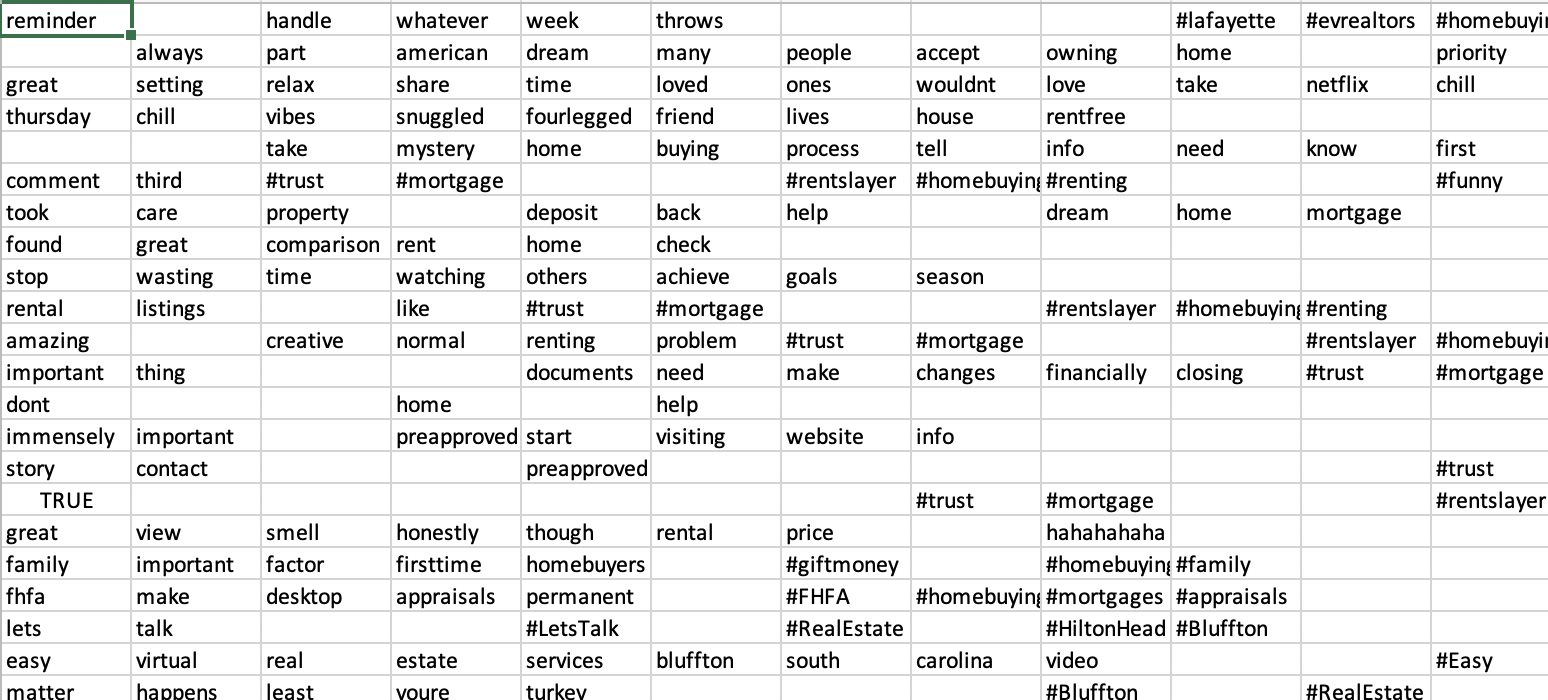 reminder handle whatever week throws #lafayette #evrealtors
always part american dream many people accept owning home priority
great setting relax share time loved ones wouldnt love take netflix chill
thursday chill vibes snuggled fourlegged friend lives house rentfree
take mystery home buying process tell info need know first
comment third #trust #mortgage #rentslayer #homebuying #renting #funny
took care property deposit back help dream home mortgage
found great comparison rent home check
stop wasting time watching others achieve goals season
rental listings like #trust #mortgage #rentslayer #homebuying #renting
amazing creative normal renting problem #trust #mortgage #rentslayer
important thing documents need make changes financially closing #trust #mortgage
dont home help
immensely important preapproved start visiting website info
story contact preapproved #trust
TRUE #trust #mortgage #rentslayer
great view smell honestly though rental price hahahahaha
family important factor firsttime homebuyers #giftmoney #homebuying #family
fhfa make desktop appraisals permanent #FHFA #homebuying #mortgages #appraisals
lets talk #LetsTalk #RealEstate #HiltonHead #Bluffton
easy virtual real estate services bluffton south carolina video #Easy
matter happens least youre turkey #Bluffton #RealEstate